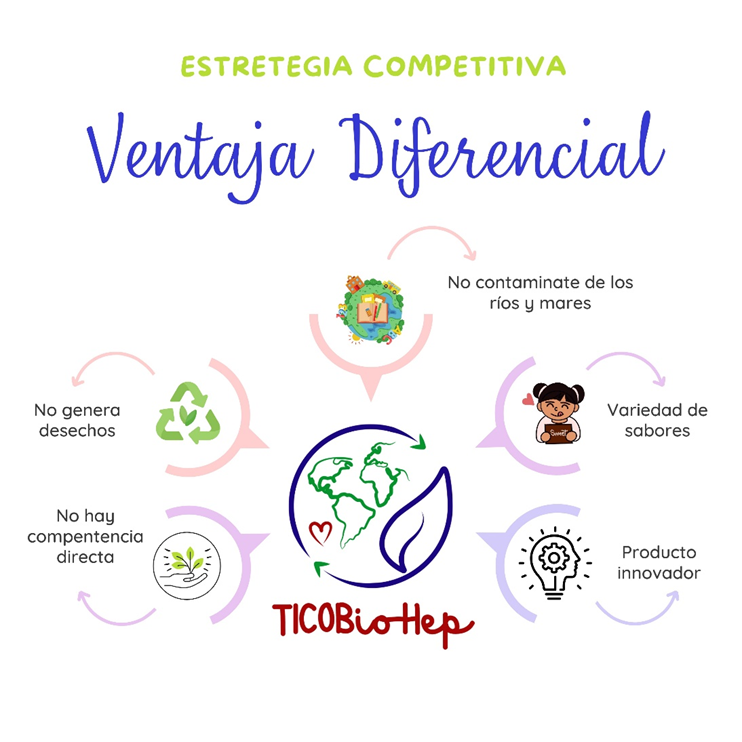 ESTRETEGIA COMPETITIVA
Ventaja Diferencial
No contaminate de los
ríos y mares
No genera
desechos
Variedad de
sabores
No hay
compentencia
directa
Producto
innovador
Sweet
TICOBioHep